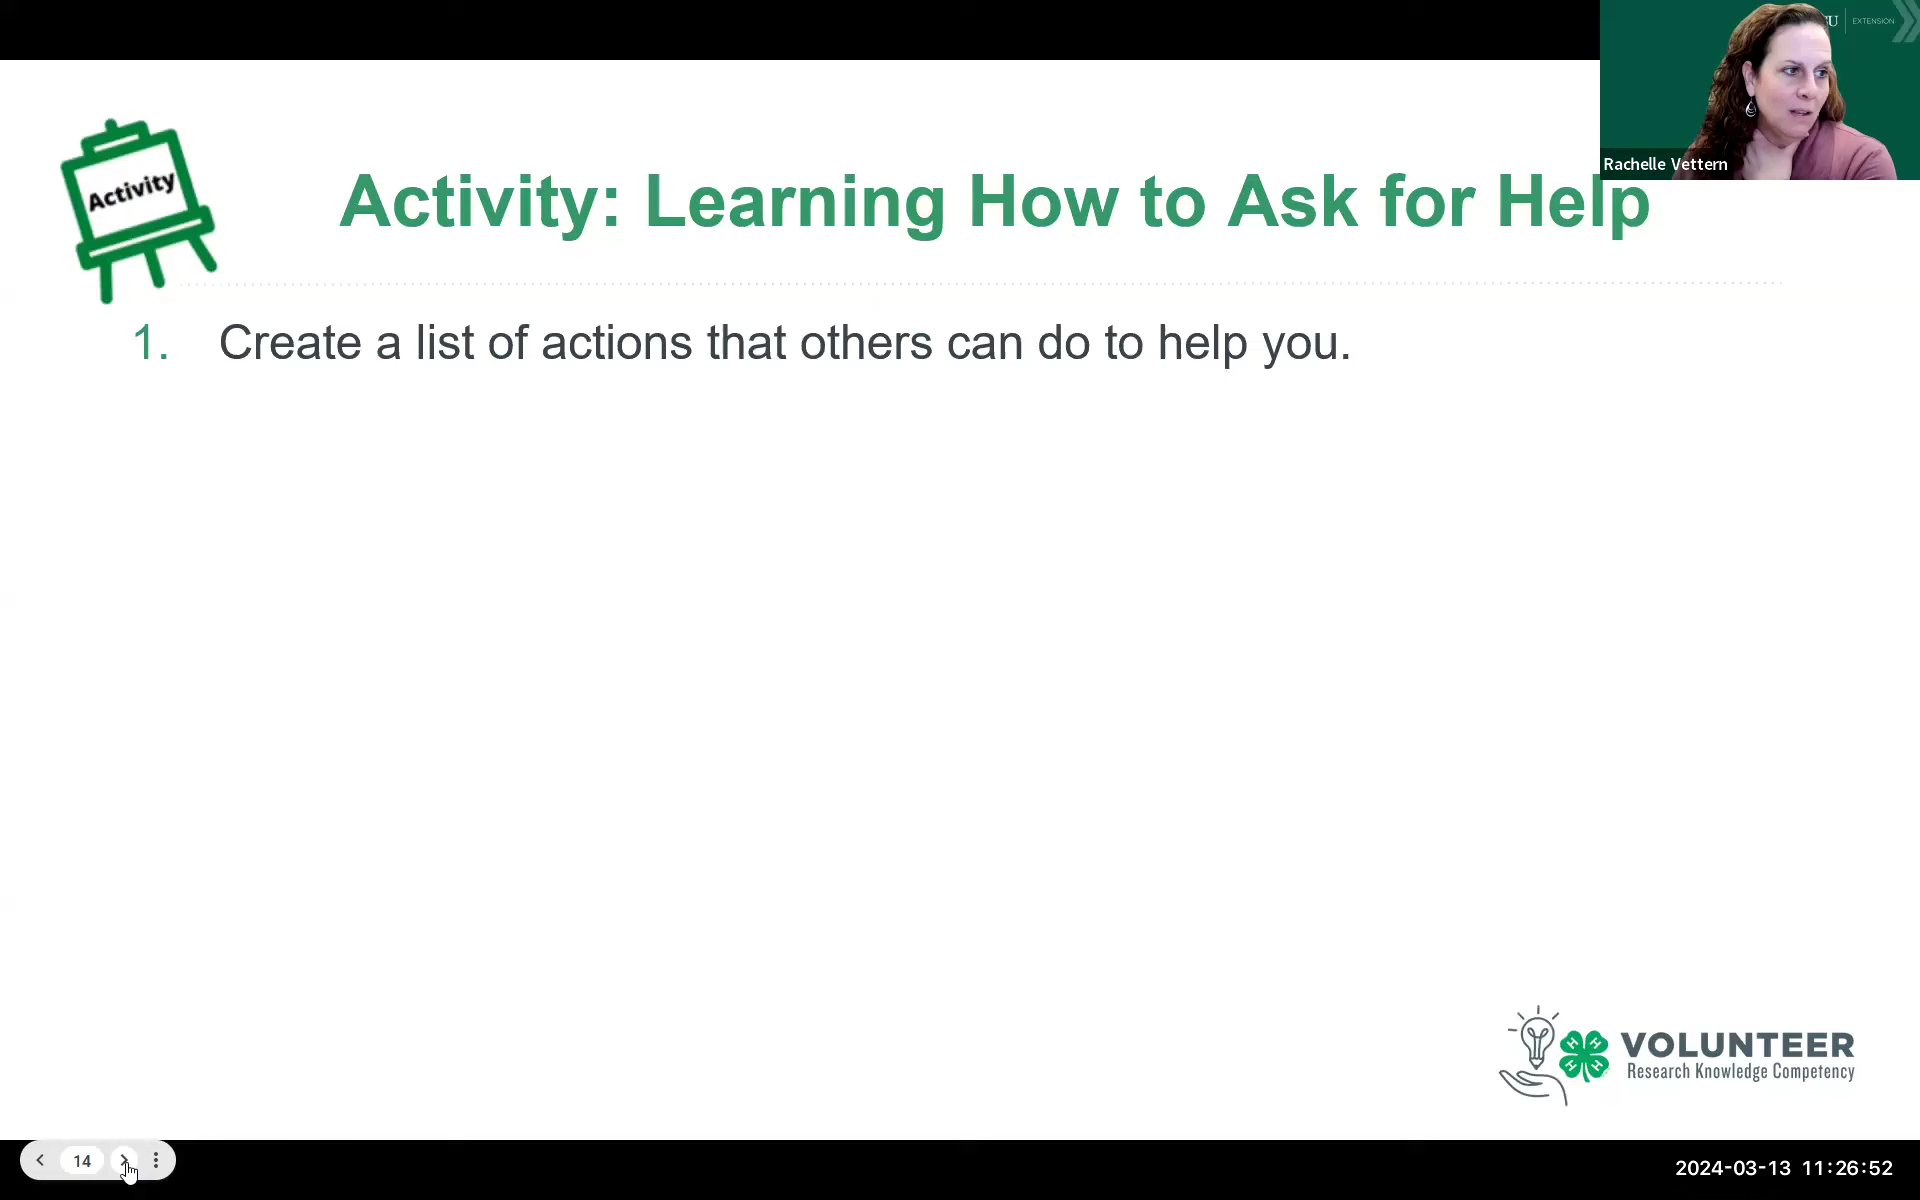 SU EXTENSION
Rachelle Vettern
Activity
Activity: Learning How to Ask for Help
1. Create a list of actions that others can do to help you.
H H
H H
VOLUNTEER
Research Knowledge Competency
14
2024-03-13 11:26:52